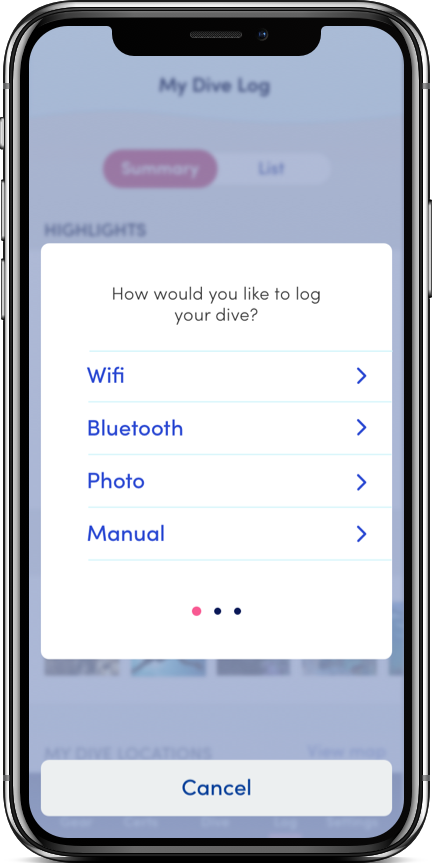 My Dive Log
Summary
List
HIGHLIGHTS
How would you like to log
your dive?
Wifi
Bluetooth
Photo
Manual
MY DIVE LOCATIONS
View map
Cancel